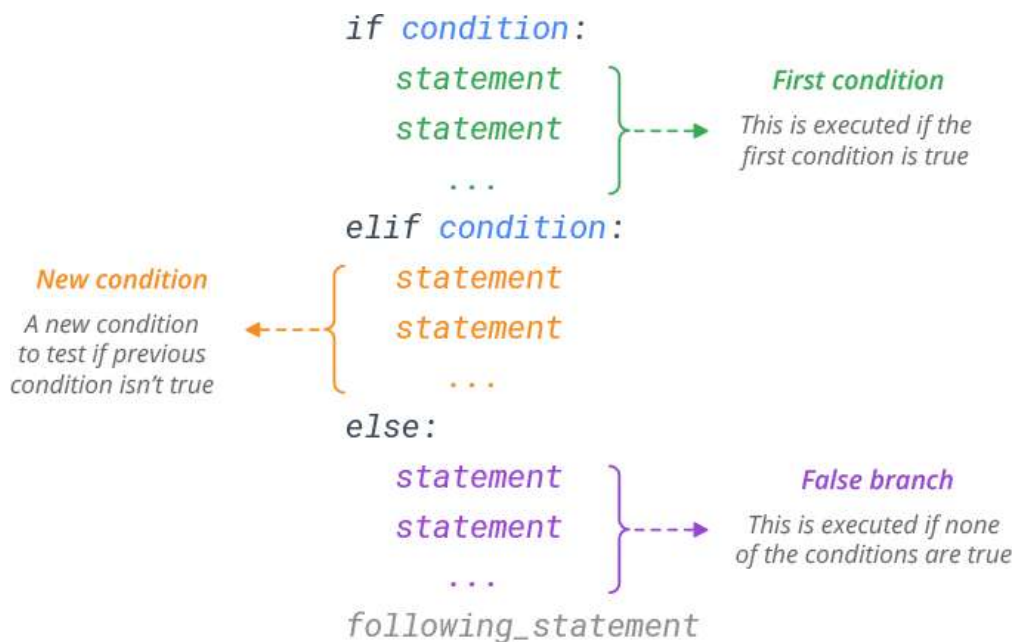 if condition:
statement
statement
...
First condition
This is executed if the
first condition is true
elif condition:
statement
statement
...
New condition
A new condition
to test if previous
condition isn't true
else:
statement
statement
...
False branch
This is executed if none
of the conditions are true
following_statement